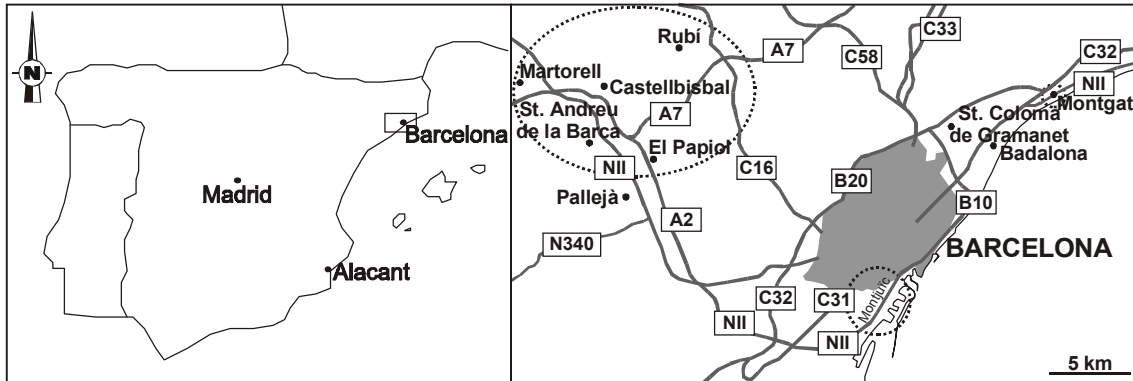 N
Barcelona
Madrid
Alacant
C33
Rubí
A7
C58
C32
Martorell
NII
Castellbisbal
Montgat
St. Andreu
de la Barca
A7
St. Coloma
de Gramanet
El Papiol
Badalona
NII
C16
B20
Pallejà
B10
A2
N340
BARCELONA
Montjuïc
C32
C31
NII
NII
5 km